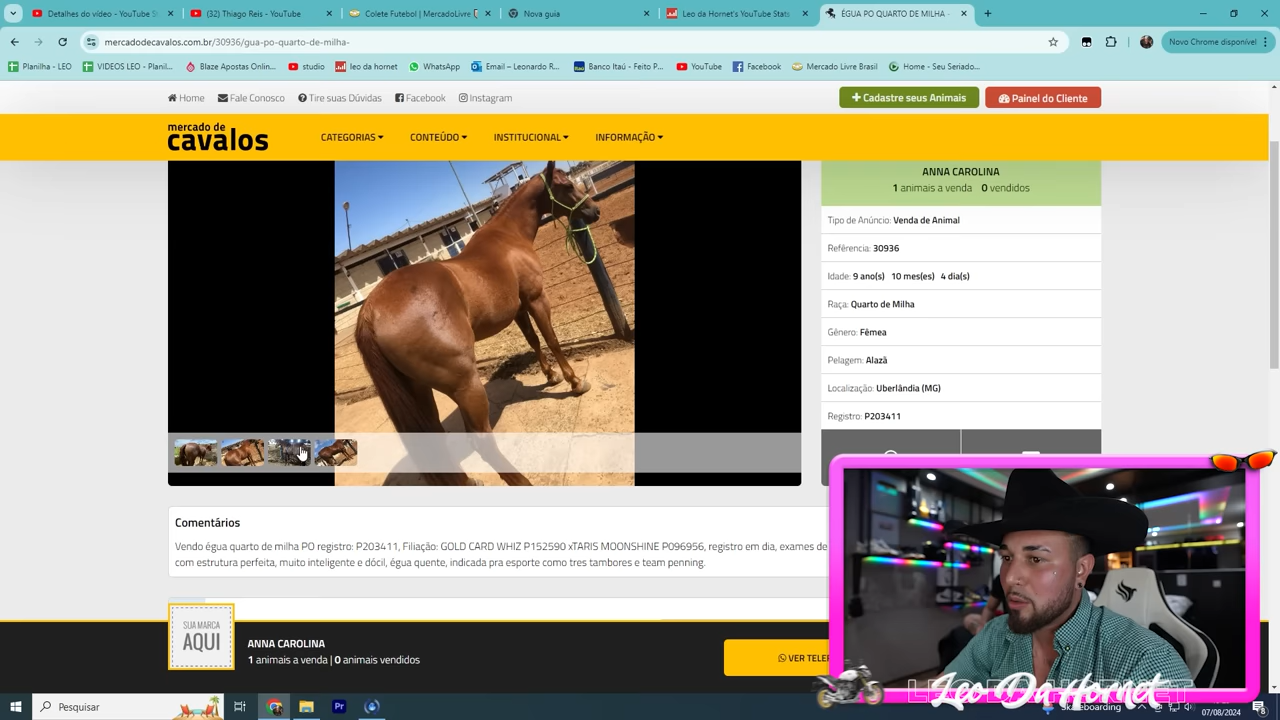 Detalhes do vídeo - YouTube St
(32) Thiago Reis - YouTube
Colete Futebol | MercadoLivre
Nova guia
Leo da Hornet's YouTube Stats
ÉGUA PO QUARTO DE MILHA -
mercadodecavalos.com.br/30936/gua-po-quarto-de-milha-
Novo Chrome disponível
Planilha - LEO
VIDEOS LEO - Planil...
Blaze Apostas Onlin...
studio
leo da hornet
WhatsApp
Email – Leonardo R...
Banco Itaú - Feito P...
YouTube
Facebook
Mercado Livre Brasil
Home - Seu Seriado...
Home
Fale Conosco
Tire suas Dúvidas
Facebook
Instagram
Cadastre seus Animais
Painel do Cliente
mercado de
cavalos
CATEGORIAS
CONTEÚDO
INSTITUCIONAL
INFORMAÇÃO
ANNA CAROLINA
1 animais a venda 0 vendidos
Tipo de Anúncio: Venda de Animal
Refêrencia: 30936
Idade: 9 ano(s) 10 mes(es) 4 dia(s)
Raça: Quarto de Milha
Gênero: Fêmea
Pelagem: Alazã
Localização: Uberlândia (MG)
Registro: P203411
Comentários
Vendo égua quarto de milha PO registro: P203411, Filiação: GOLD CARD WHIZ P152590 xTARIS MOONSHINE P096956, registro em dia, exames de
com estrutura perfeita, muito inteligente e dócil, égua quente, indicada pra esporte como tres tambores e team penning.
SUA MARCA
AQUI
ANNA CAROLINA
1 animais a venda | 0 animais vendidos
VER TELEF
Leo Da Hornet
Pesquisar
Skateboarding
07/08/2024